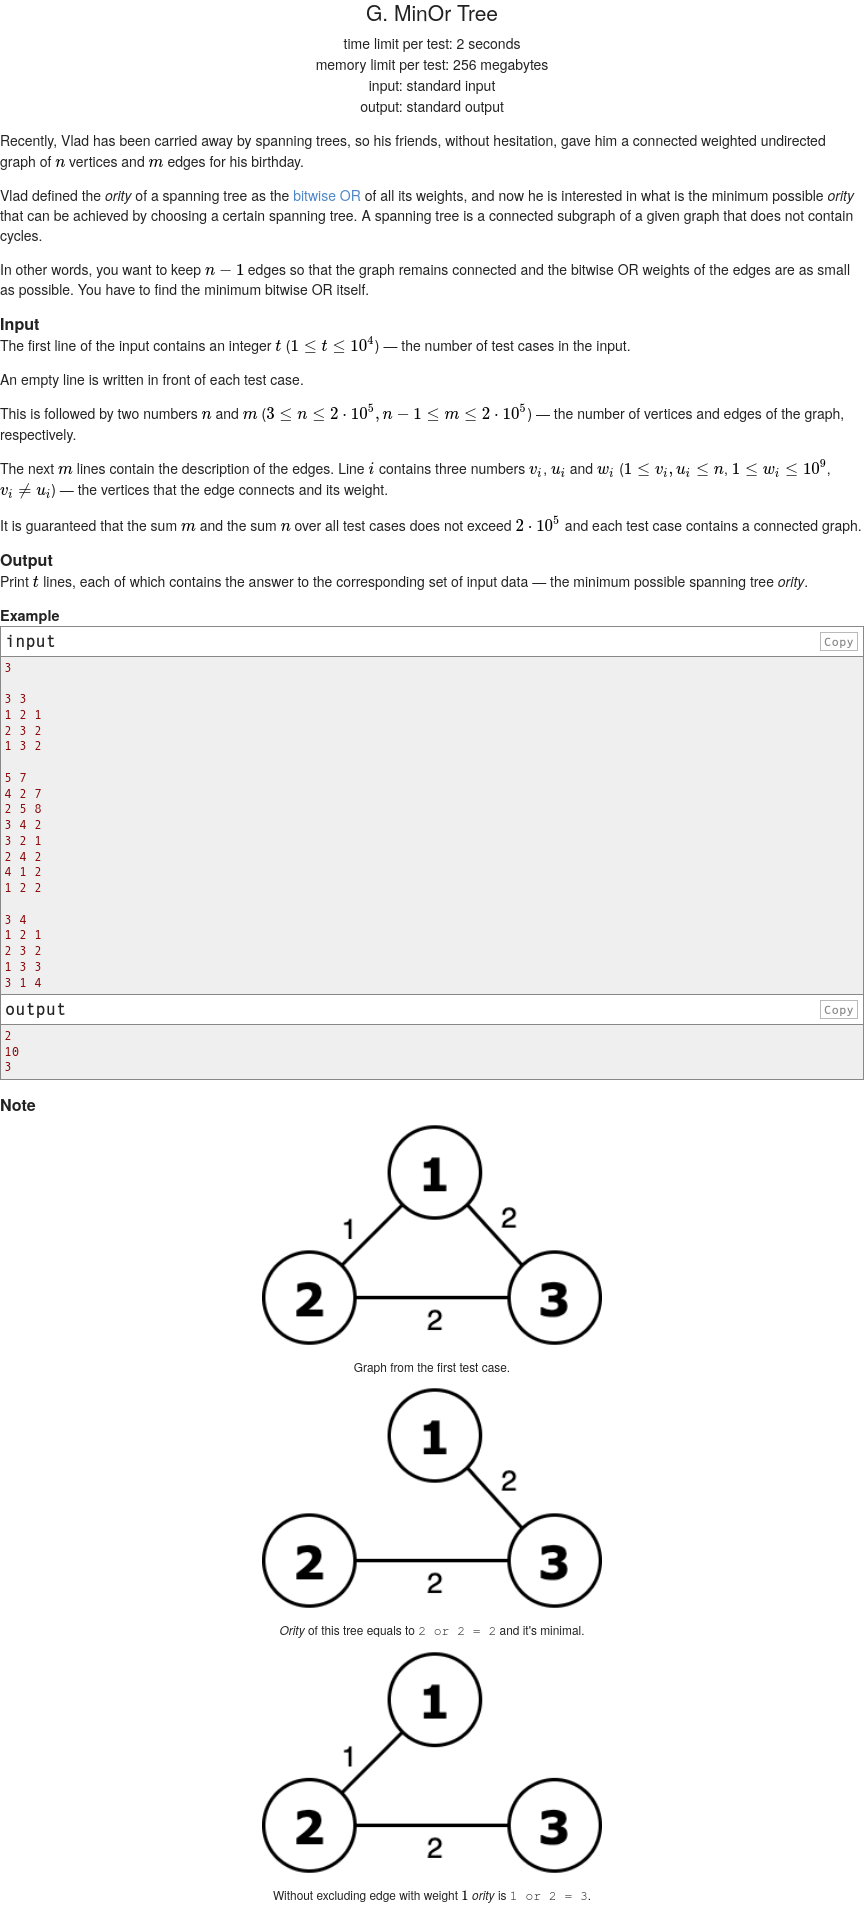 G. MinOr Tree
time limit per test: 2 seconds
memory limit per test: 256 megabytes
input: standard input
output: standard output
Recently, Vlad has been carried away by spanning trees, so his friends, without hesitation, gave him a connected weighted undirected
graph of n vertices and m edges for his birthday.
Vlad defined the ority of a spanning tree as the bitwise OR of all its weights, and now he is interested in what is the minimum possible ority
that can be achieved by choosing a certain spanning tree. A spanning tree is a connected subgraph of a given graph that does not contain
cycles.
In other words, you want to keep n − 1 edges so that the graph remains connected and the bitwise OR weights of the edges are as small
as possible. You have to find the minimum bitwise OR itself.
Input
The first line of the input contains an integer t (1 ≤ t ≤ 10^4) — the number of test cases in the input.
An empty line is written in front of each test case.
This is followed by two numbers n and m (3 ≤ n ≤ 2 · 10^5, n − 1 ≤ m ≤ 2 · 10^5) — the number of vertices and edges of the graph,
respectively.
The next m lines contain the description of the edges. Line i contains three numbers v_i, u_i and w_i (1 ≤ v_i, u_i ≤ n, 1 ≤ w_i ≤ 10^9,
v_i ≠ u_i) — the vertices that the edge connects and its weight.
It is guaranteed that the sum m and the sum n over all test cases does not exceed 2 · 10^5 and each test case contains a connected graph.
Output
Print t lines, each of which contains the answer to the corresponding set of input data — the minimum possible spanning tree ority.
Example
input Copy
3
3 3
1 2 1
2 3 2
1 3 2
5 7
4 2 7
2 5 8
3 4 2
3 2 1
2 4 2
4 1 2
1 2 2
3 4
1 2 1
2 3 2
1 3 3
3 1 4
output Copy
2
10
3
Note
1
1 2
2 3
2
Graph from the first test case.
1
2
2 3
2
Ority of this tree equals to 2 or 2 = 2 and it's minimal.
1
1
2 3
2
Without excluding edge with weight 1 ority is 1 or 2 = 3.